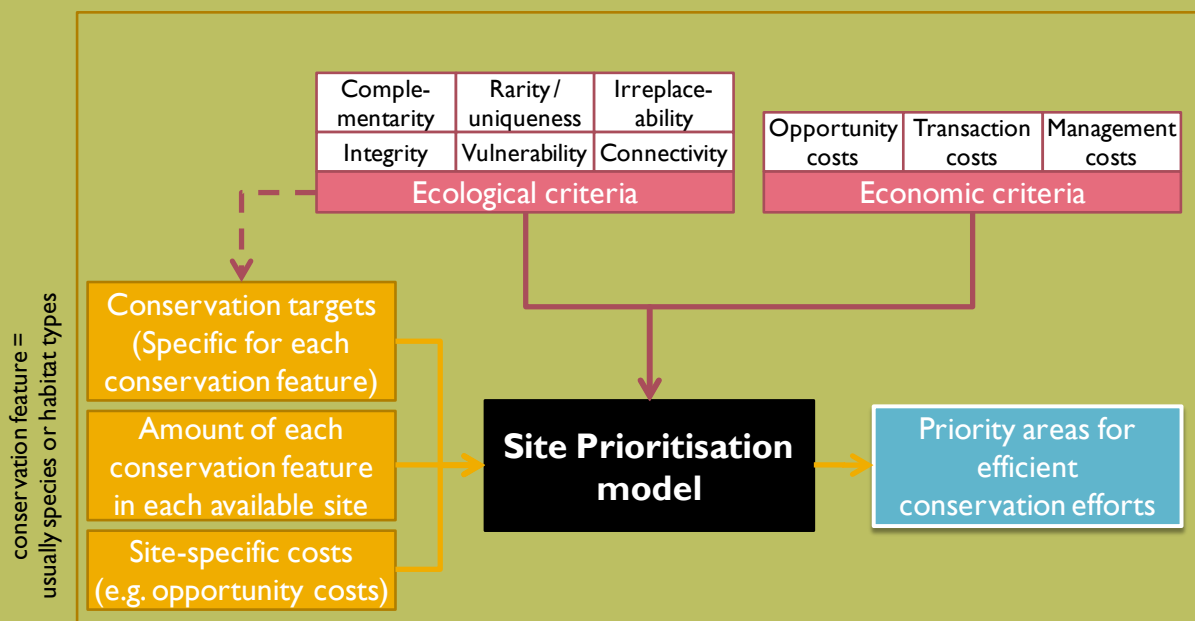 Comple-
mentarity
Rarity/
uniqueness
Irreplace-
ability
Integrity
Vulnerability
Connectivity
Ecological criteria
Opportunity
costs
Transaction
costs
Management
costs
Economic criteria
conservation feature =
usually species or habitat types
Conservation targets
(Specific for each
conservation feature)
Amount of each
conservation feature
in each available site
Site-specific costs
(e.g. opportunity costs)
Site Prioritisation
model
Priority areas for
efficient
conservation efforts